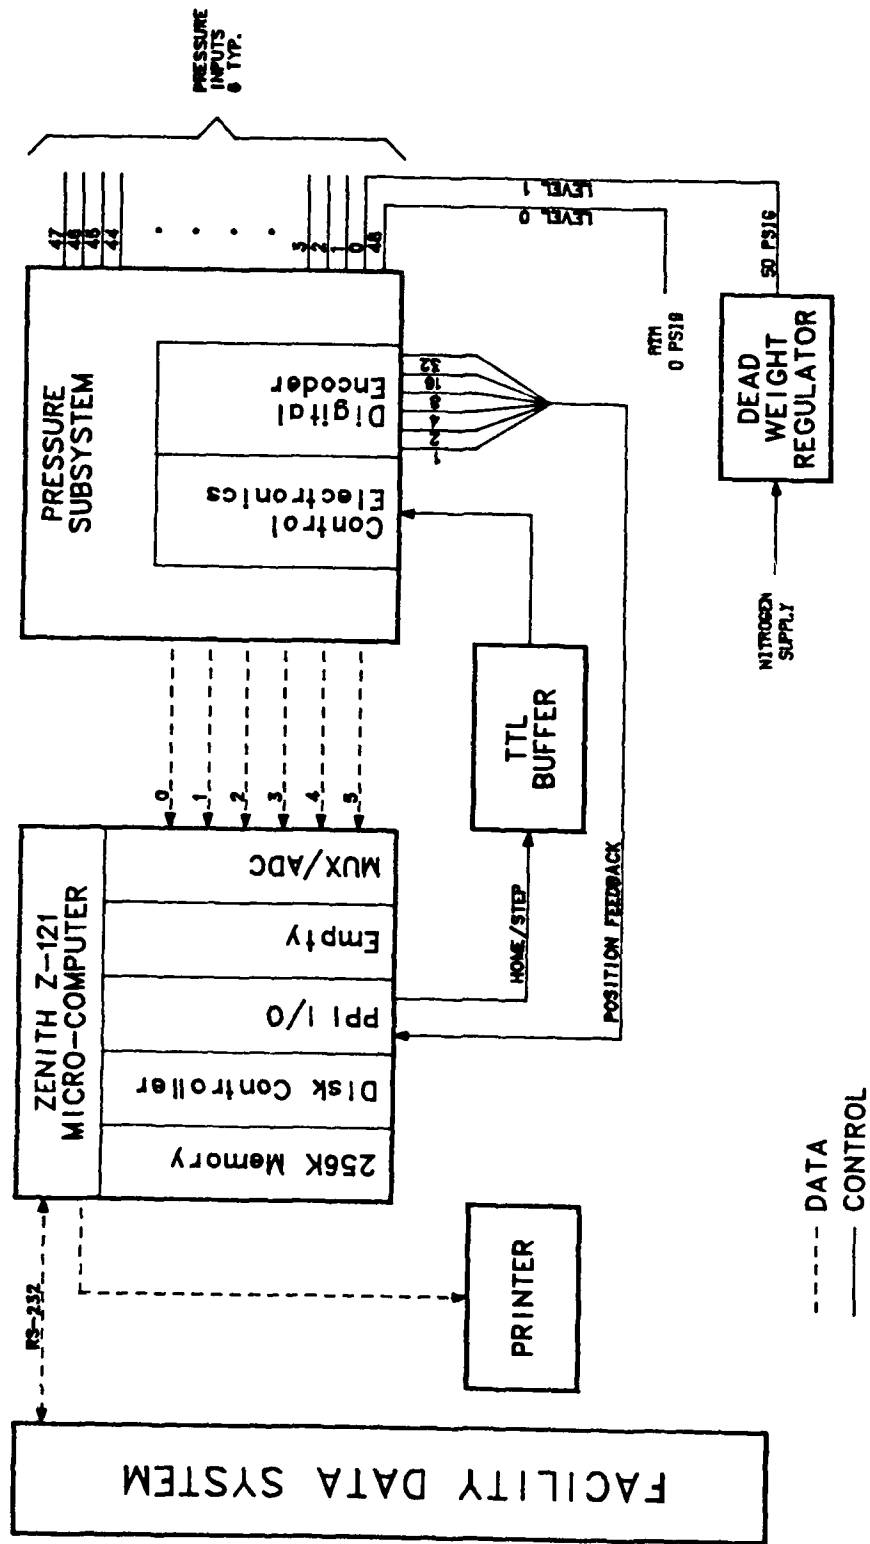 FACILITY DATA SYSTEM
RS-232
PRINTER
ZENITH Z-121
MICRO-COMPUTER
256K Memory
Disk Controller
PPI I/O
Empty
MUX/ADC
0
1
2
3
4
5
HOME/STEP
POSITION FEEDBACK
TTL
BUFFER
PRESSURE
SUBSYSTEM
Control
Electronics
Digital
Encoder
1
2
4
8
16
32
47
46
45
44
. . . .
3
2
1
0
48
PRESSURE
INPUTS
6 TYP.
LEVEL 0
LEVEL 1
ATM
0 PSIG
50 PSIG
DEAD
WEIGHT
REGULATOR
NITROGEN
SUPPLY
DATA
CONTROL